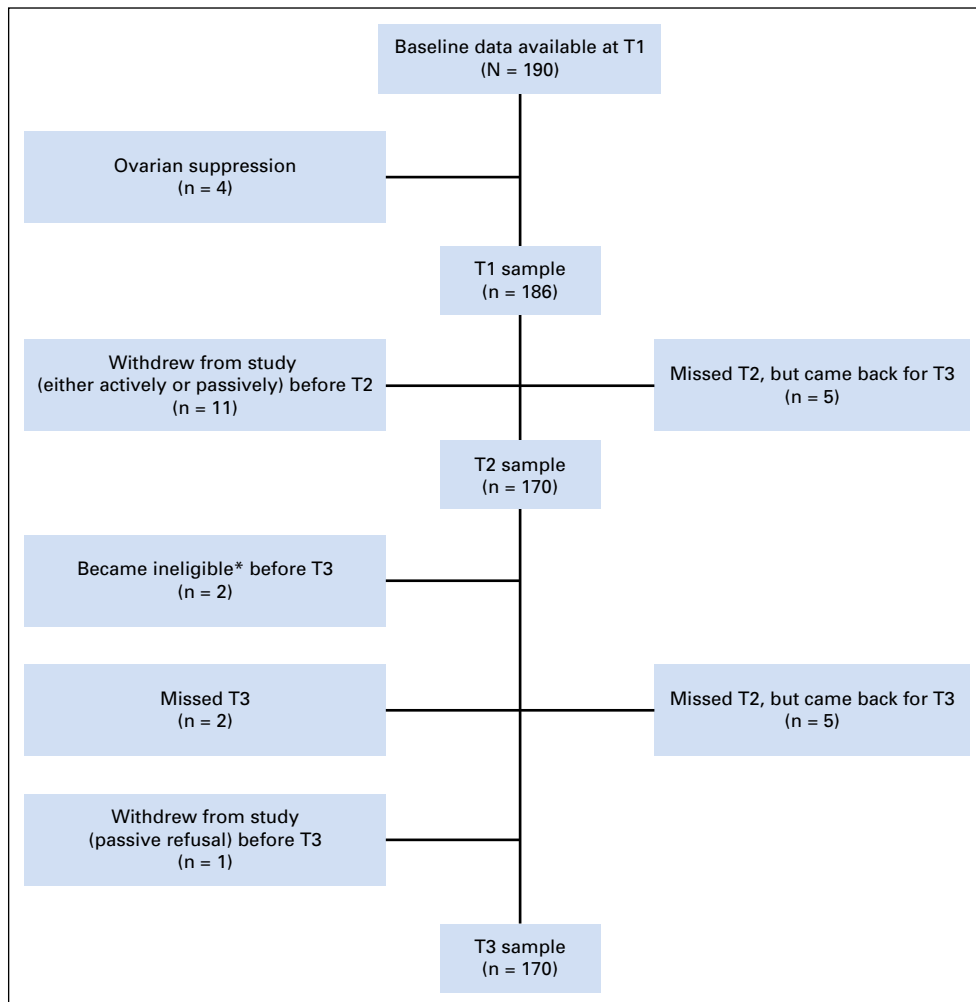 Baseline data available at T1
(N = 190)
Ovarian suppression
(n = 4)
T1 sample
(n = 186)
Withdrew from study
(either actively or passively) before T2
(n = 11)
Missed T2, but came back for T3
(n = 5)
T2 sample
(n = 170)
Became ineligible* before T3
(n = 2)
Missed T3
(n = 2)
Missed T2, but came back for T3
(n = 5)
Withdrew from study
(passive refusal) before T3
(n = 1)
T3 sample
(n = 170)